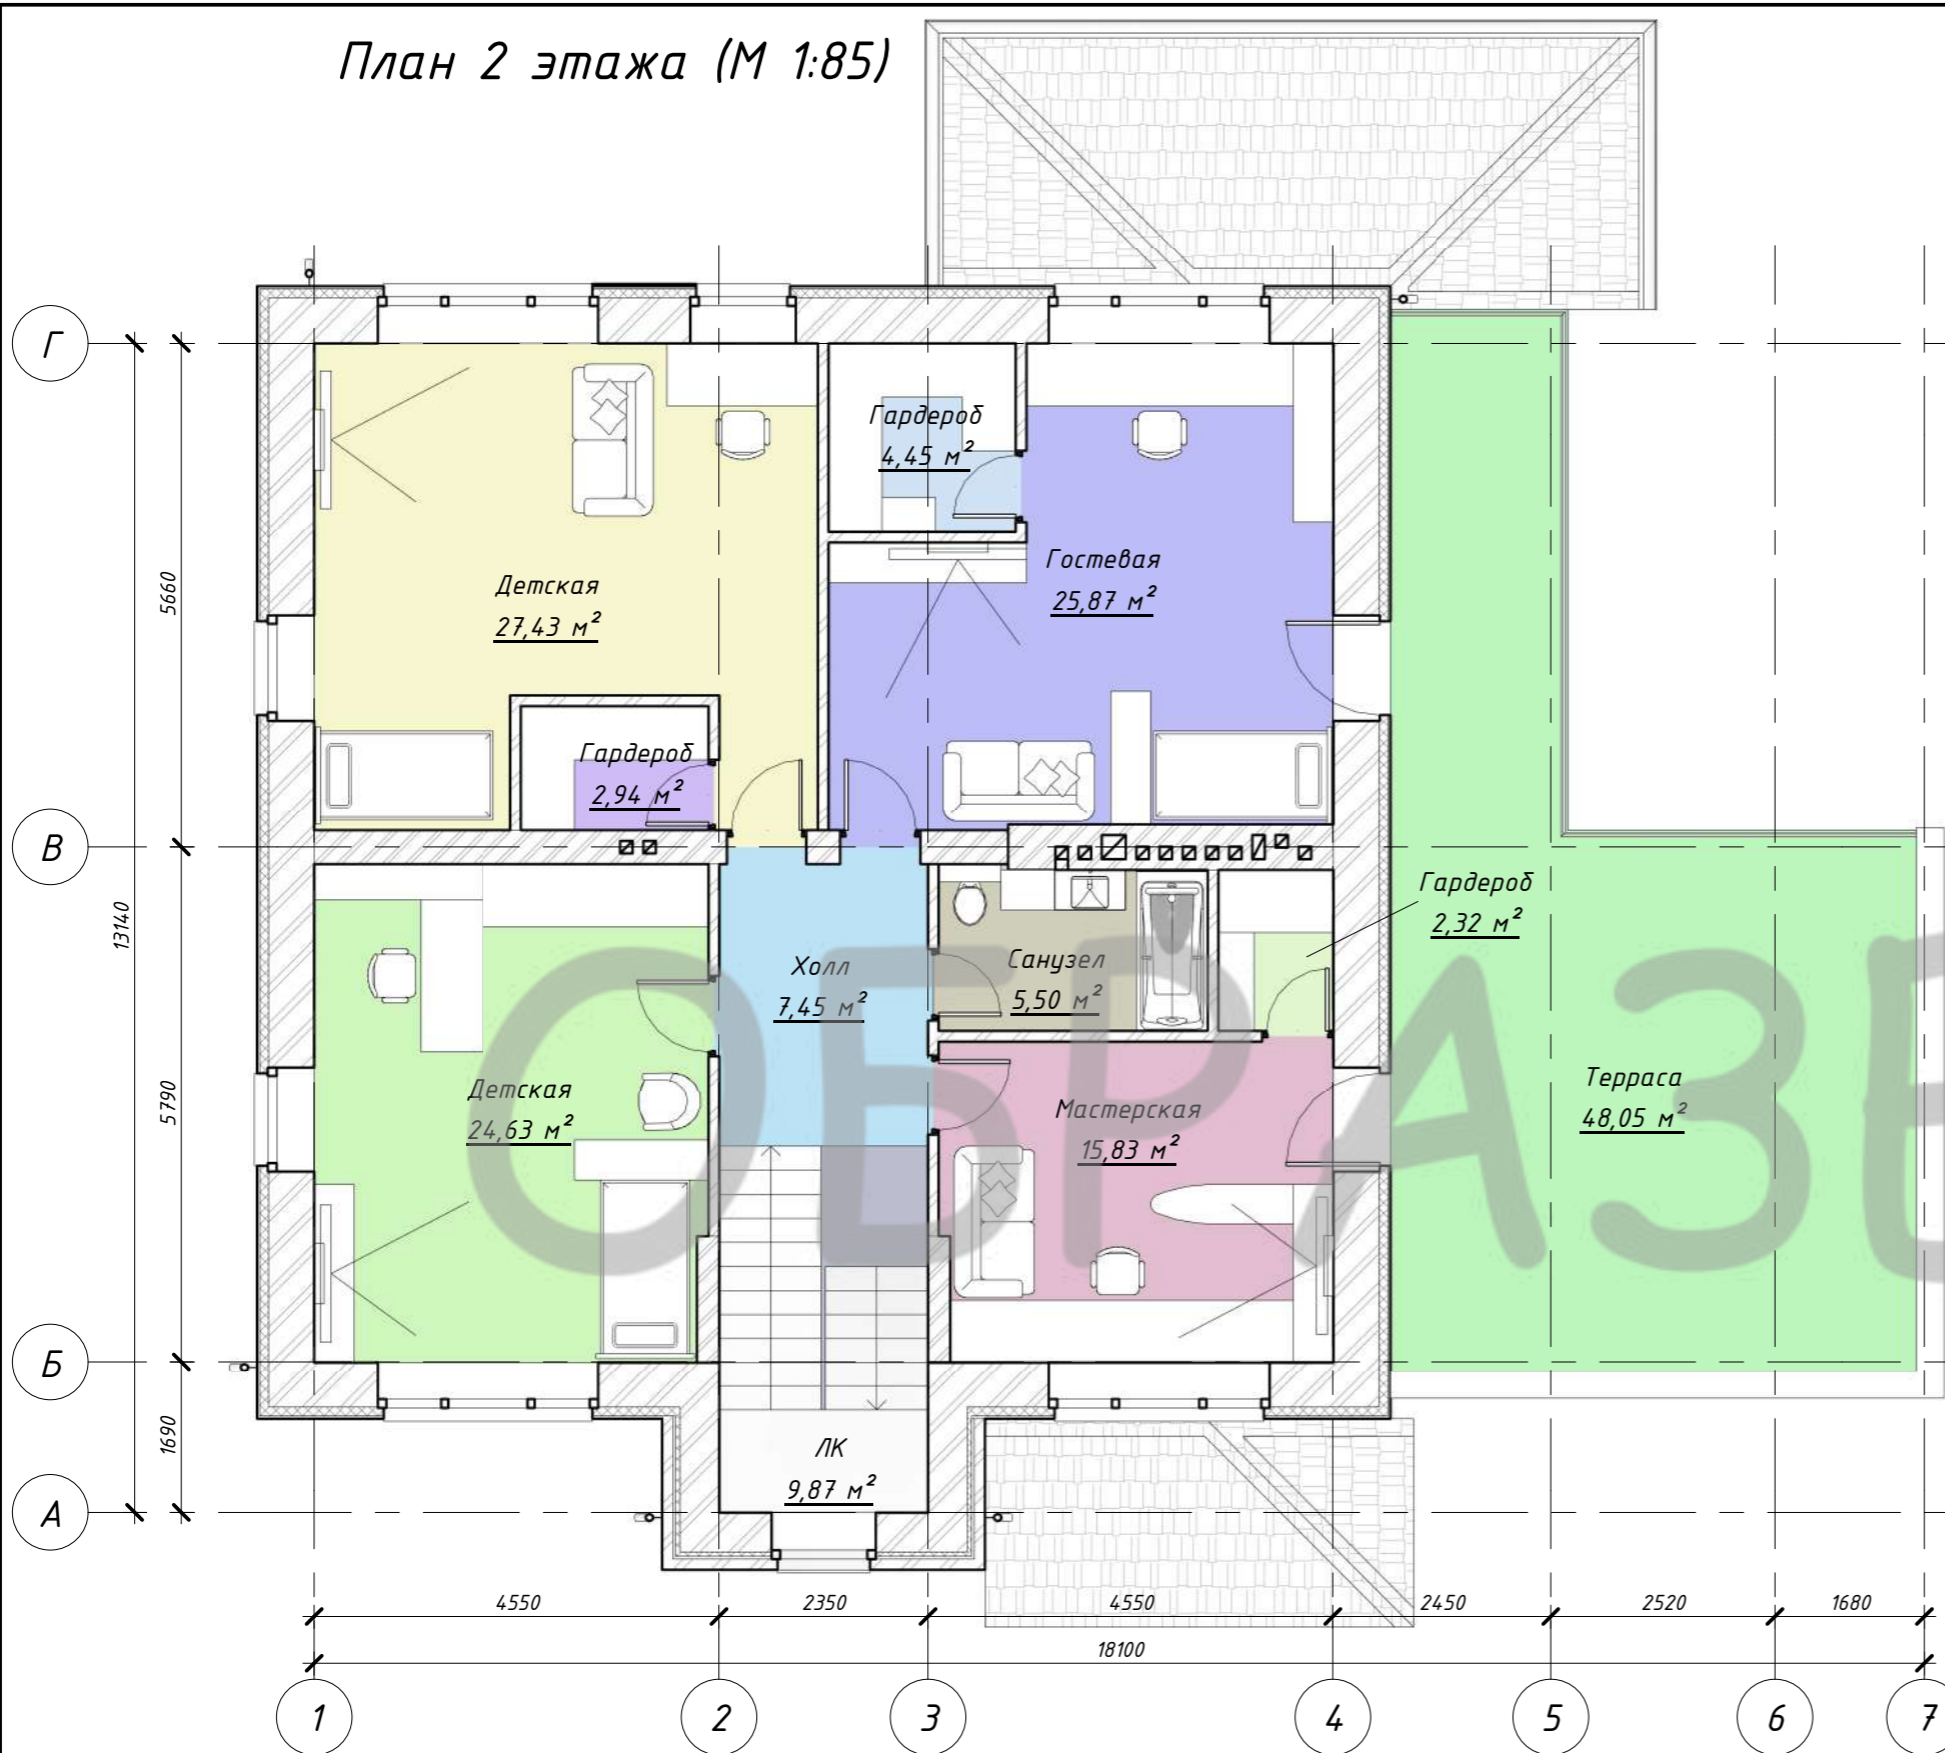 План 2 этажа (М 1:85)
Г
В
Б
А
13140
5660
5790
1690
Детская
27,43 м²
Гардероб
4,45 м²
Гостевая
25,87 м²
Гардероб
2,94 м²
Детская
24,63 м²
Холл
7,45 м²
Санузел
5,50 м²
Гардероб
2,32 м²
Мастерская
15,83 м²
Терраса
48,05 м²
ЛК
9,87 м²
ОБРАЗЕ
4550
2350
4550
2450
2520
1680
18100
1
2
3
4
5
6
7